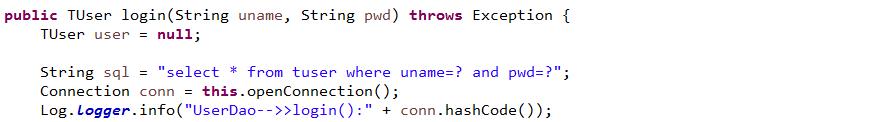 public TUser login(String uname, String pwd) throws Exception {
    TUser user = null;

    String sql = "select * from tuser where uname=? and pwd=?";
    Connection conn = this.openConnection();
    Log.logger.info("UserDao-->>login():" + conn.hashCode());